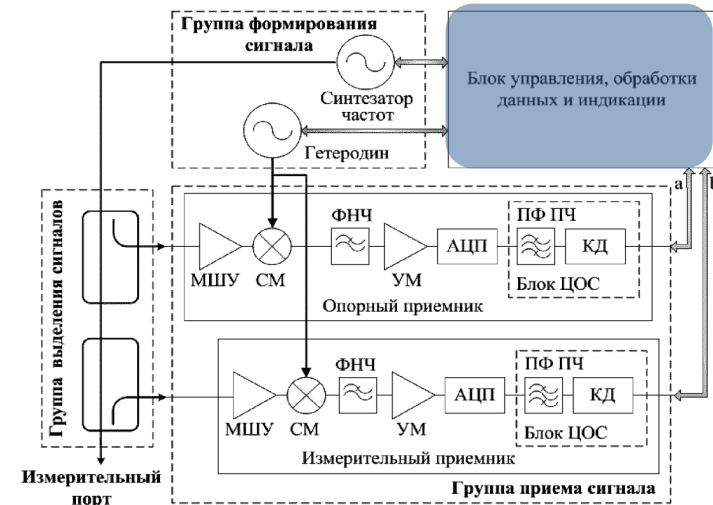 Группа формирования
сигнала
Синтезатор
частот
Гетеродин
Блок управления, обработки
данных и индикации
a
b
Группа выделения сигналов
МШУ
СМ
ФНЧ
УМ
АЦП
ПФ ПЧ
КД
Блок ЦОС
Опорный приемник
МШУ
СМ
ФНЧ
УМ
АЦП
ПФ ПЧ
КД
Блок ЦОС
Измерительный приемник
Группа приема сигнала
Измерительный
порт